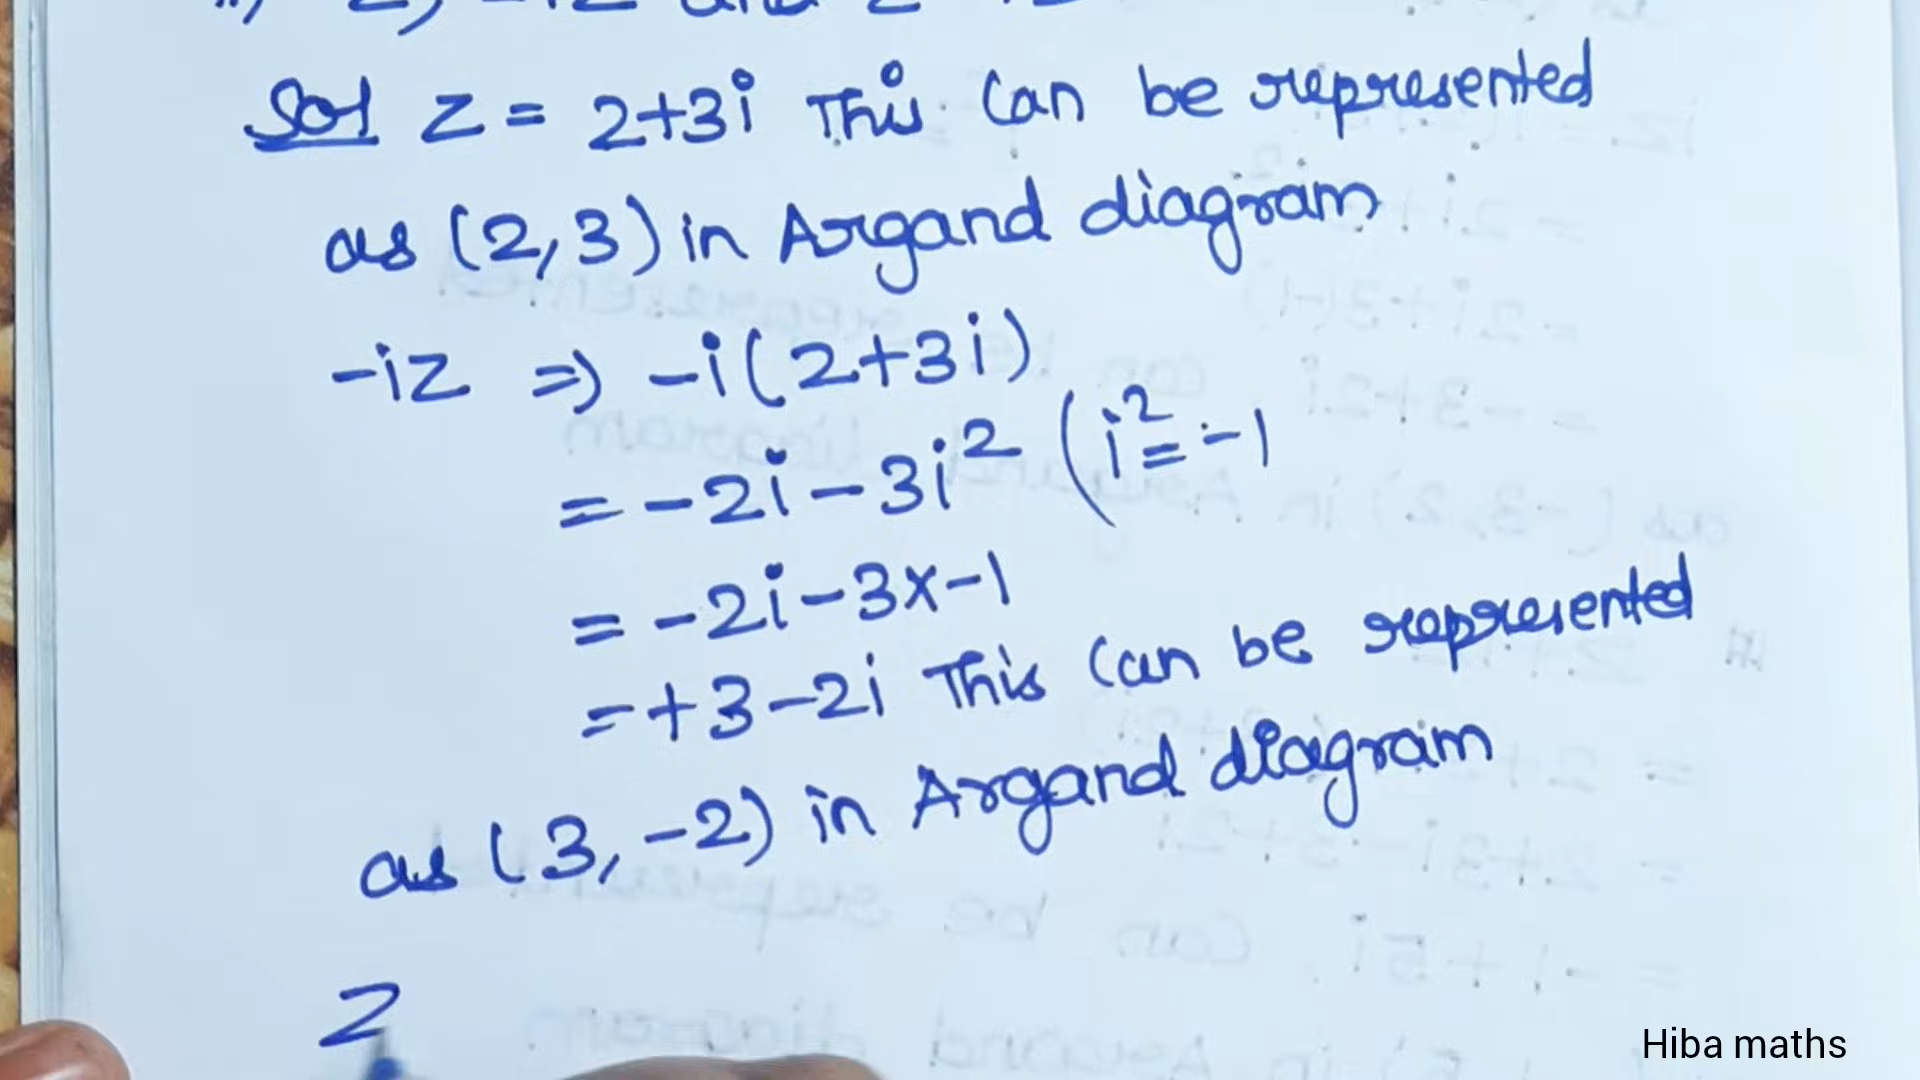 Sol z = 2+3i This can be represented
as (2,3) in Argand diagram
-iz => -i(2+3i)
= -2i - 3i² (i² = -1
= -2i - 3x-1
= +3-2i This can be represented
as (3,-2) in Argand diagram
Z
Hiba maths